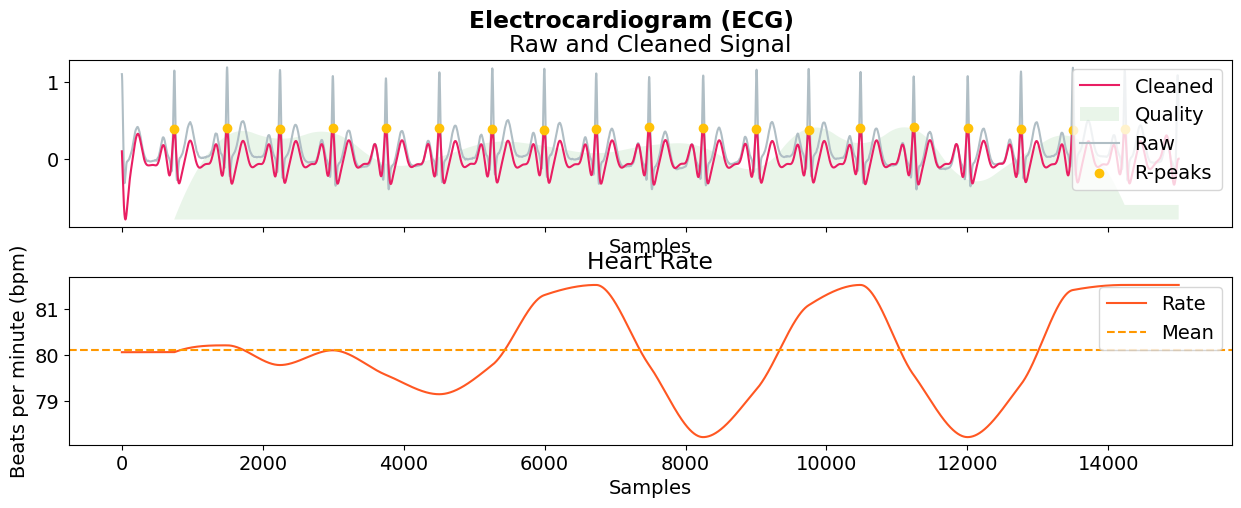 Electrocardiogram (ECG)
Raw and Cleaned Signal
1
0
Cleaned
Quality
Raw
R-peaks
Samples
Heart Rate
Beats per minute (bpm)
81
80
79
Rate
Mean
0 2000 4000 6000 8000 10000 12000 14000
Samples